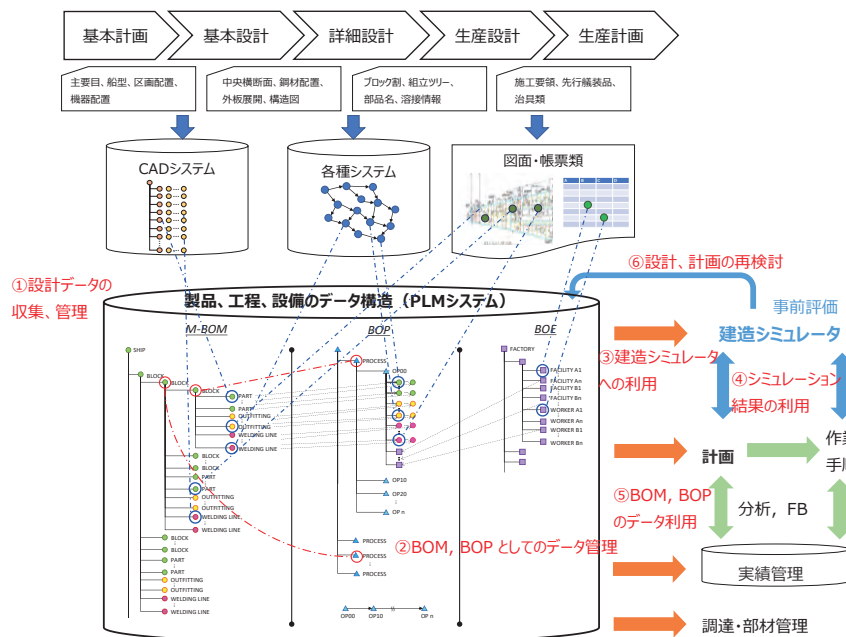 基本計画
基本設計
詳細設計
生産設計
生産計画
主要目、船型、区画配置、
機器配置
中央横断面、鋼材配置、
外板展開、構造図
ブロック割、組立ツリー、
部品名、溶接情報
施工要領、先行艤装品、
治具類
CADシステム
各種システム
図面・帳票類
A B C D
①設計データの
収集、管理
⑥設計、計画の再検討
製品、工程、設備のデータ構造（PLMシステム）
事前評価
建造シミュレータ
M-BOM
BOP
BOE
SHIP
BLOCK
BLOCK
BLOCK
PART
PART
OUTFITTING
OUTFITTING
WELDING LINE
WELDING LINE
BLOCK
BLOCK
PART
PART
OUTFITTING
OUTFITTING
WELDING LINE
WELDING LINE
BLOCK
BLOCK
PART
PART
OUTFITTING
OUTFITTING
WELDING LINE
WELDING LINE
PROCESS
OP00
OP10
OP20
OP n
PROCESS
PROCESS
PROCESS
OP00
OP10
OP n
FACTORY
FACILITY A1
FACILITY An
FACILITY B1
FACILITY Bn
WORKER A1
WORKER An
WORKER B1
WORKER Bn
③建造シミュレータ
への利用
④シミュレーション
結果の利用
計画
作業
手順
⑤BOM, BOP
のデータ利用
分析，FB
②BOM, BOP としてのデータ管理
実績管理
調達・部材管理